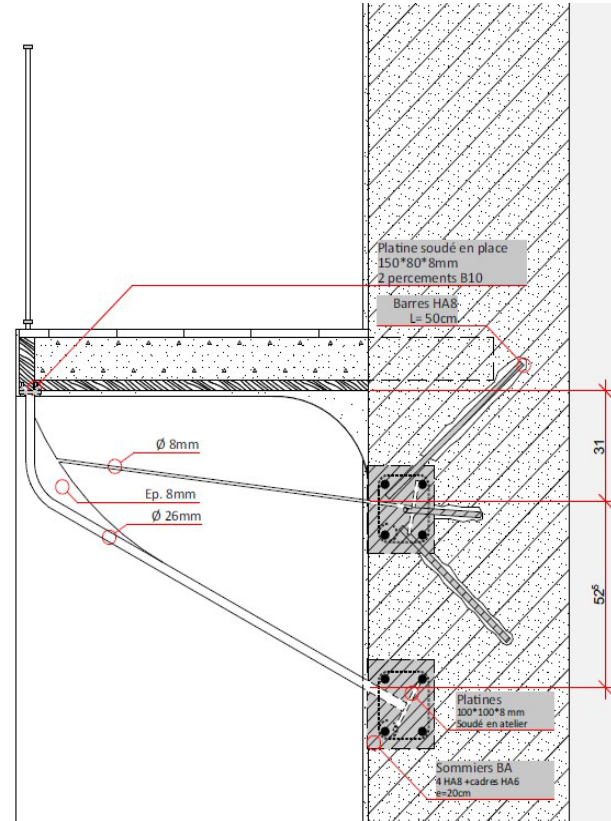 Platine soudé en place
150*80*8mm
2 percements B10
Barres HA8
L= 50cm
31
Ø 8mm
Ep. 8mm
Ø 26mm
52⁵
Platines
100*100*8 mm
Soudé en atelier
Sommiers BA
4 HA8 +cadres HA6
e=20cm